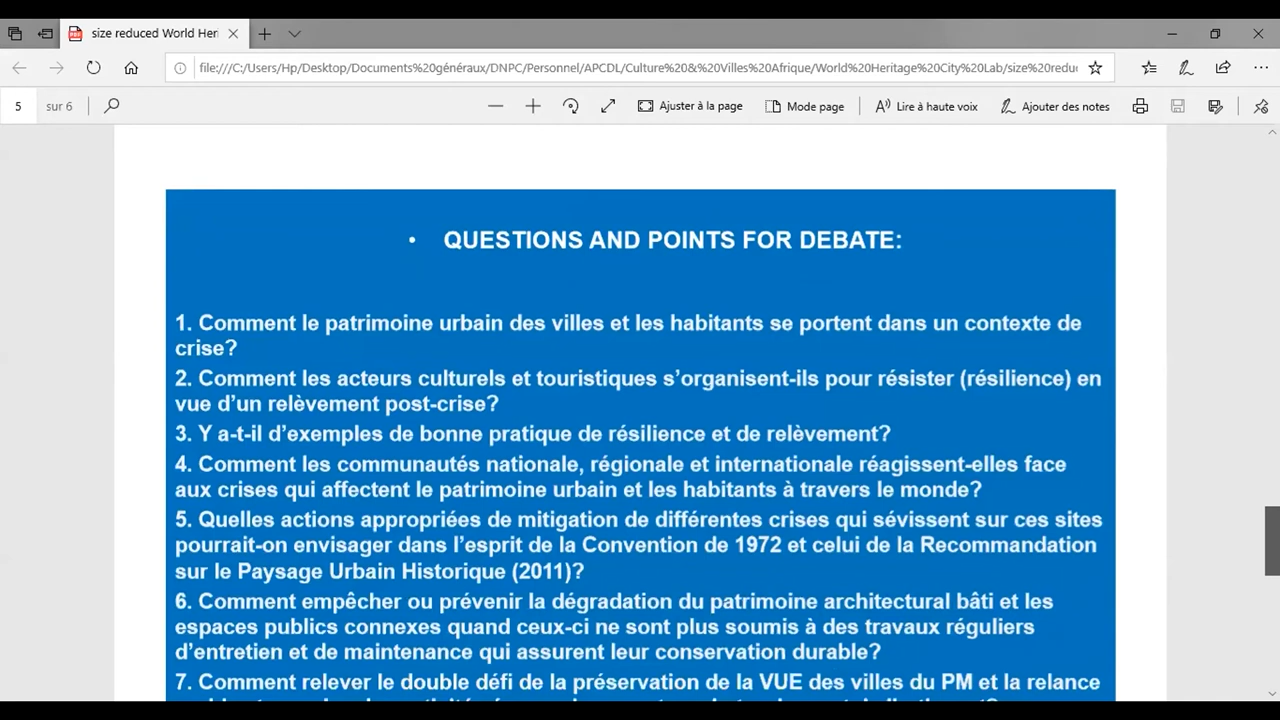 size reduced World Her
file:///C:/Users/Hp/Desktop/Documents%20généraux/DNPC/Personnel/APCDL/Culture%20&%20Villes%20Afrique/World%20Heritage%20City%20Lab/size%20redu
5 sur 6 Ajuster à la page Mode page Lire à haute voix Ajouter des notes
• QUESTIONS AND POINTS FOR DEBATE:
1. Comment le patrimoine urbain des villes et les habitants se portent dans un contexte de
crise?
2. Comment les acteurs culturels et touristiques s’organisent-ils pour résister (résilience) en
vue d’un relèvement post-crise?
3. Y a-t-il d’exemples de bonne pratique de résilience et de relèvement?
4. Comment les communautés nationale, régionale et internationale réagissent-elles face
aux crises qui affectent le patrimoine urbain et les habitants à travers le monde?
5. Quelles actions appropriées de mitigation de différentes crises qui sévissent sur ces sites
pourrait-on envisager dans l’esprit de la Convention de 1972 et celui de la Recommandation
sur le Paysage Urbain Historique (2011)?
6. Comment empêcher ou prévenir la dégradation du patrimoine architectural bâti et les
espaces publics connexes quand ceux-ci ne sont plus soumis à des travaux réguliers
d’entretien et de maintenance qui assurent leur conservation durable?
7. Comment relever le double défi de la préservation de la VUE des villes du PM et la relance